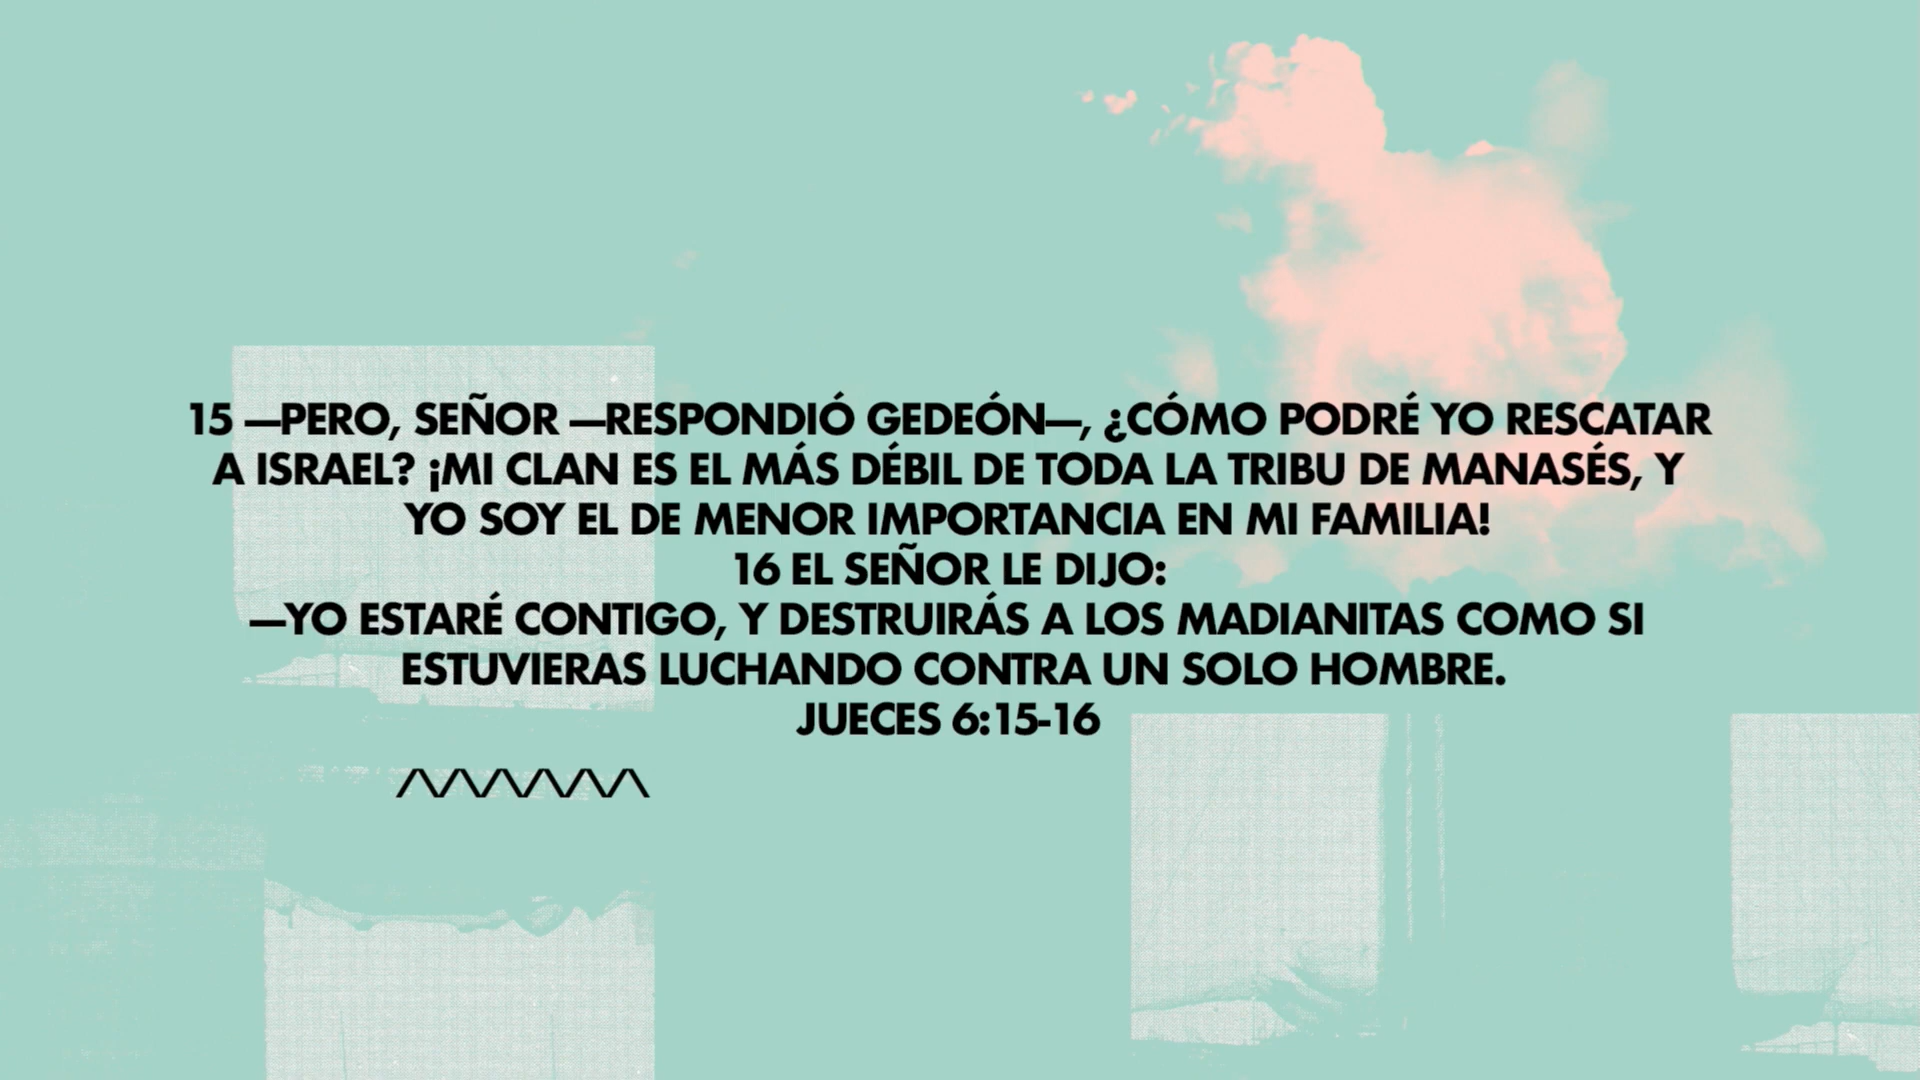 15 —PERO, SEÑOR —RESPONDIÓ GEDEÓN—, ¿CÓMO PODRÉ YO RESCATAR
A ISRAEL? ¡MI CLAN ES EL MÁS DÉBIL DE TODA LA TRIBU DE MANASÉS, Y
YO SOY EL DE MENOR IMPORTANCIA EN MI FAMILIA!
16 EL SEÑOR LE DIJO:
—YO ESTARÉ CONTIGO, Y DESTRUIRÁS A LOS MADIANITAS COMO SI
ESTUVIERAS LUCHANDO CONTRA UN SOLO HOMBRE.
JUECES 6:15-16